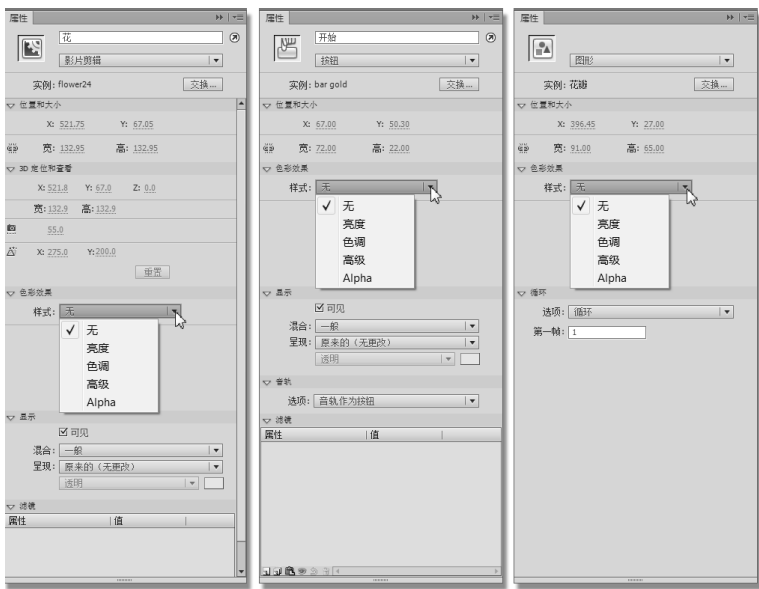 属性
花
影片剪辑
实例: flower24
交换...
位置和大小
X: 521.75 Y: 67.05
宽: 132.95 高: 132.95
3D 定位和查看
X: 521.8 Y: 67.0 Z: 0.0
宽: 132.9 高: 132.9
55.0
X: 275.0 Y: 200.0
重置
色彩效果
样式: 无
无
亮度
色调
高级
Alpha
显示
可见
混合: 一般
呈现: 原来的（无更改）
透明
滤镜
属性 值
属性
开始
按钮
实例: bar gold
交换...
位置和大小
X: 67.00 Y: 50.30
宽: 72.00 高: 22.00
色彩效果
样式: 无
无
亮度
色调
高级
Alpha
显示
可见
混合: 一般
呈现: 原来的（无更改）
透明
音轨
选项: 音轨作为按钮
滤镜
属性 值
属性
图形
实例: 花瓣
交换...
位置和大小
X: 396.45 Y: 27.00
宽: 91.00 高: 65.00
色彩效果
样式: 无
无
亮度
色调
高级
Alpha
循环
选项: 循环
第一帧: 1